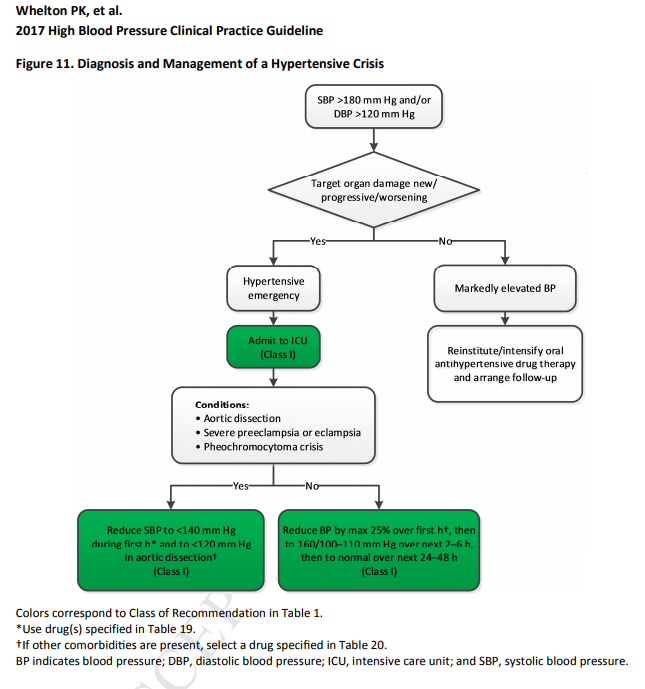 Whelton PK, et al.
2017 High Blood Pressure Clinical Practice Guideline
Figure 11. Diagnosis and Management of a Hypertensive Crisis
SBP >180 mm Hg and/or
DBP >120 mm Hg
Target organ damage new/
progressive/worsening
Yes
No
Hypertensive
emergency
Markedly elevated BP
Admit to ICU
(Class I)
Reinstitute/intensify oral
antihypertensive drug therapy
and arrange follow-up
Conditions:
• Aortic dissection
• Severe preeclampsia or eclampsia
• Pheochromocytoma crisis
Yes
No
Reduce SBP to <140 mm Hg
during first h* and to <120 mm Hg
in aortic dissection†
(Class I)
Reduce BP by max 25% over first h†, then
to 160/100–110 mm Hg over next 2–6 h,
then to normal over next 24–48 h
(Class I)
Colors correspond to Class of Recommendation in Table 1.
*Use drug(s) specified in Table 19.
†If other comorbidities are present, select a drug specified in Table 20.
BP indicates blood pressure; DBP, diastolic blood pressure; ICU, intensive care unit; and SBP, systolic blood pressure.